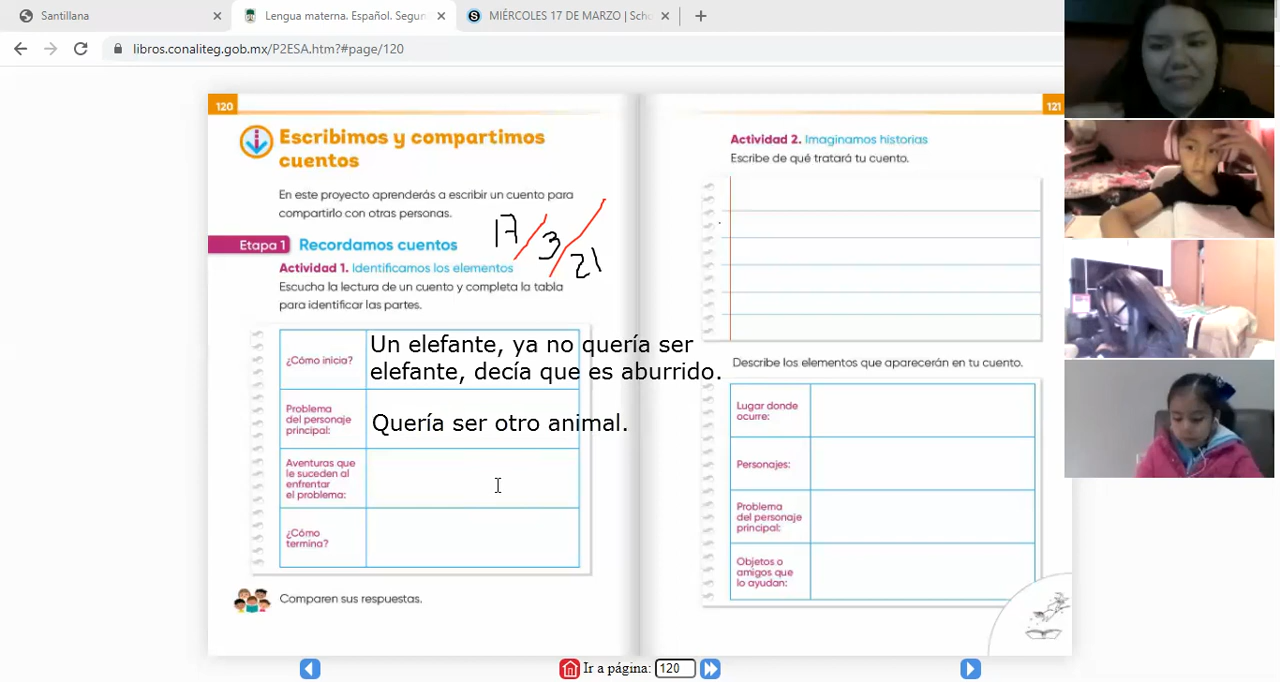 Santillana
Lengua materna. Español. Segun
MIÉRCOLES 17 DE MARZO | Scho
libros.conaliteg.gob.mx/P2ESA.htm?#page/120
120
Escribimos y compartimos
cuentos
En este proyecto aprenderás a escribir un cuento para
compartirlo con otras personas.
17/3/21
Etapa 1 Recordamos cuentos
Actividad 1. Identificamos los elementos
Escucha la lectura de un cuento y completa la tabla
para identificar las partes.
¿Cómo inicia?
Un elefante, ya no quería ser
elefante, decía que es aburrido.
Problema
del personaje
principal:
Quería ser otro animal.
Aventuras que
le suceden al
enfrentar
el problema:
¿Cómo
termina?
Comparen sus respuestas.
121
Actividad 2. Imaginamos historias
Escribe de qué tratará tu cuento.
Describe los elementos que aparecerán en tu cuento.
Lugar donde
ocurre:
Personajes:
Problema
del personaje
principal:
Objetos o
amigos que
lo ayudan:
Ir a página: 120